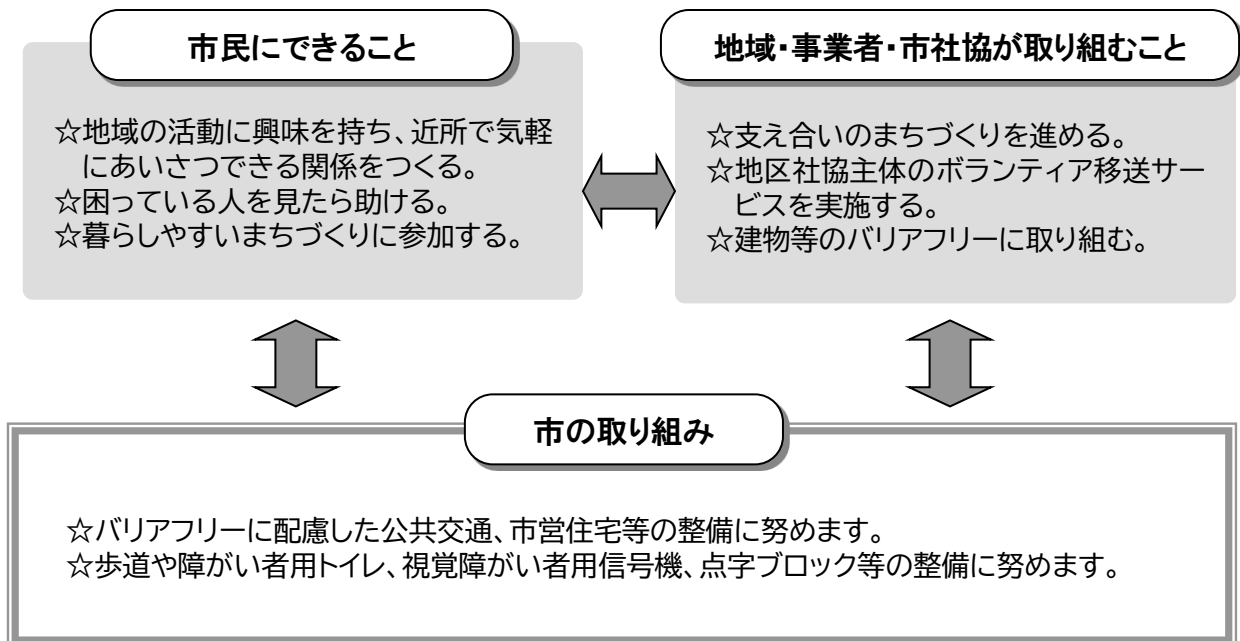 市民にできること
☆地域の活動に興味を持ち、近所で気軽
にあいさつできる関係をつくる。
☆困っている人を見たら助ける。
☆暮らしやすいまちづくりに参加する。
地域・事業者・市社協が取り組むこと
☆支え合いのまちづくりを進める。
☆地区社協主体のボランティア移送サー
ビスを実施する。
☆建物等のバリアフリーに取り組む。
市の取り組み
☆バリアフリーに配慮した公共交通、市営住宅等の整備に努めます。
☆歩道や障がい者用トイレ、視覚障がい者用信号機、点字ブロック等の整備に努めます。